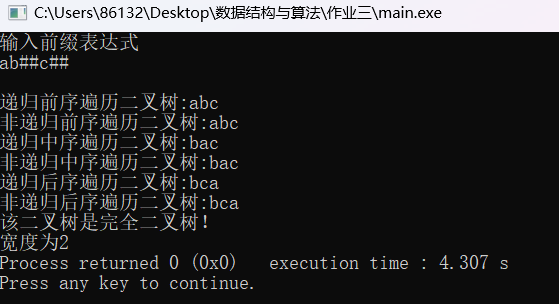 C:\Users\86132\Desktop\数据结构与算法\作业三\main.exe
输入前缀表达式
ab##c##
递归前序遍历二叉树:abc
非递归前序遍历二叉树:abc
递归中序遍历二叉树:bac
非递归中序遍历二叉树:bac
递归后序遍历二叉树:bca
非递归后序遍历二叉树:bca
该二叉树是完全二叉树！
宽度为2
Process returned 0 (0x0)   execution time : 4.307 s
Press any key to continue.